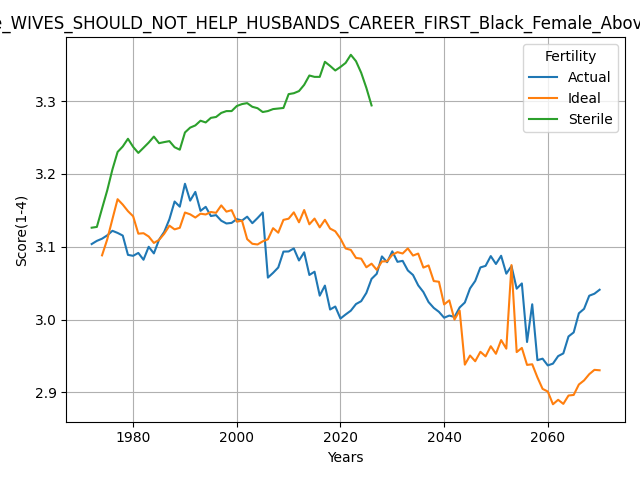 e_WIVES_SHOULD_NOT_HELP_HUSBANDS_CAREER_FIRST_Black_Female_Abov
Fertility
Actual
Ideal
Sterile
Score(1-4)
3.3
3.2
3.1
3.0
2.9
1980 2000 2020 2040 2060
Years